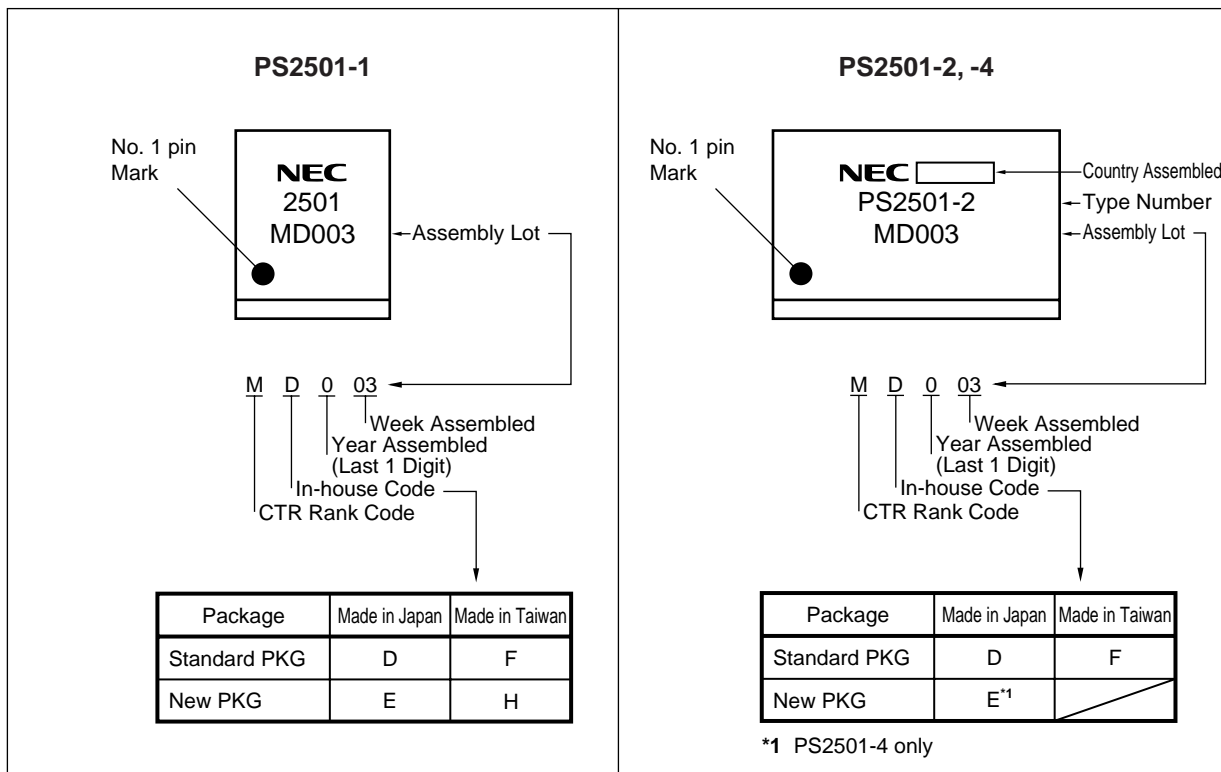 PS2501-1
No. 1 pin
Mark
NEC
2501
MD003
Assembly Lot
M D 0 03
Week Assembled
Year Assembled
(Last 1 Digit)
In-house Code
CTR Rank Code
Package Made in Japan Made in Taiwan
Standard PKG D F
New PKG E H
PS2501-2, -4
No. 1 pin
Mark
NEC
Country Assembled
PS2501-2
Type Number
MD003
Assembly Lot
M D 0 03
Week Assembled
Year Assembled
(Last 1 Digit)
In-house Code
CTR Rank Code
Package Made in Japan Made in Taiwan
Standard PKG D F
New PKG E*1
*1 PS2501-4 only